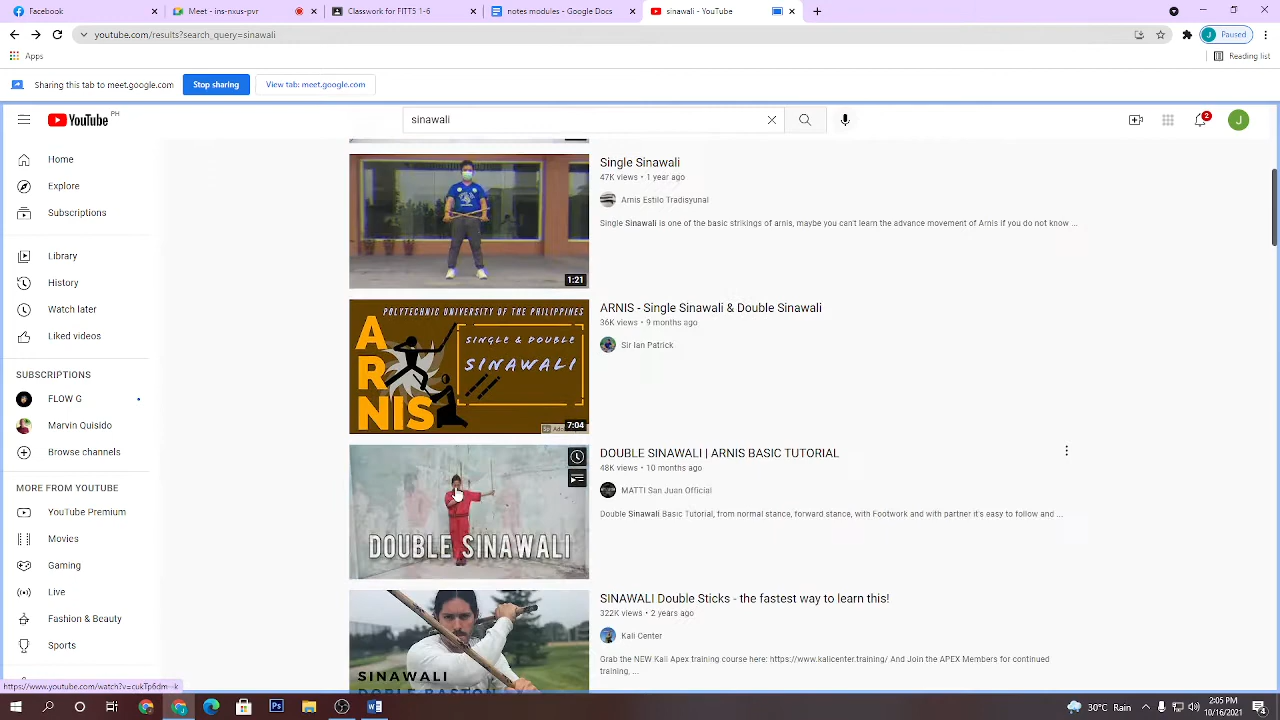 Facebook
Meet - ins-nxus-pvr
Classroom for FITTS 1-6
notes modules - Google Docs
sinawali - YouTube
youtube.com/results?search_query=sinawali
Paused
Apps
Reading list
Sharing this tab to meet.google.com
Stop sharing
View tab: meet.google.com
YouTube PH
sinawali
2
J
Home
Explore
Subscriptions
Library
History
Watch later
Liked videos
SUBSCRIPTIONS
FLOW G
Marvin Quisido
Browse channels
MORE FROM YOUTUBE
YouTube Premium
Movies
Gaming
Live
Fashion & Beauty
Sports
1:21
Single Sinawali
47K views • 1 year ago
Arnis Estilo Tradisyunal
Single Sinawali is one of the basic strikings of arnis, maybe you can't learn the advance movement of Arnis if you do not know ...
POLYTECHNIC UNIVERSITY OF THE PHILIPPINES
ARNIS
SINGLE & DOUBLE
SINAWALI
7:04
ARNIS - Single Sinawali & Double Sinawali
36K views • 9 months ago
Sir Ian Patrick
DOUBLE SINAWALI
DOUBLE SINAWALI | ARNIS BASIC TUTORIAL
48K views • 10 months ago
MATTI San Juan Official
Double Sinawali Basic Tutorial, from normal stance, forward stance, with Footwork and with partner it's easy to follow and ...
SINAWALI
DOBLE BASTON
SINAWALI Double Sticks - the fastest way to learn this!
322K views • 2 years ago
Kali Center
Grab the NEW Kali Apex training course here: https://www.kalicenter.training/ And Join the APEX Members for continued
training, ...
30°C Rain
2:05 PM
10/16/2021